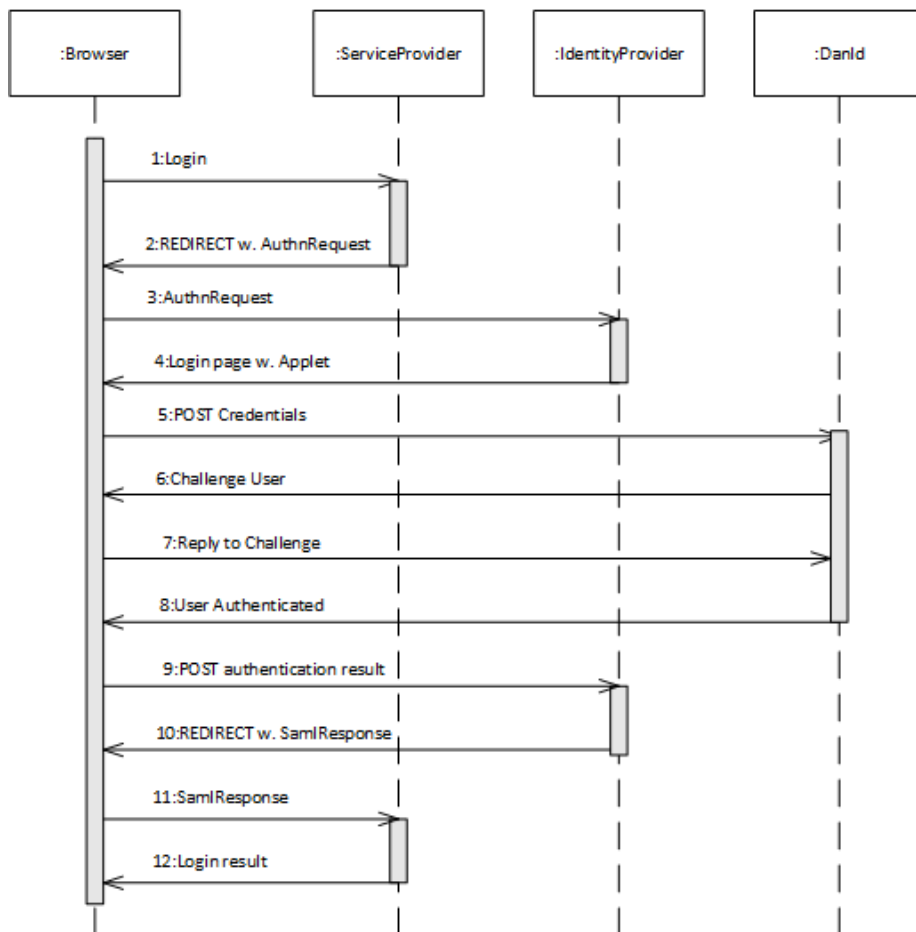 :Browser
:ServiceProvider
:IdentityProvider
:DanId
1:Login
2:REDIRECT w. AuthnRequest
3:AuthnRequest
4:Login page w. Applet
5:POST Credentials
6:Challenge User
7:Reply to Challenge
8:User Authenticated
9:POST authentication result
10:REDIRECT w. SamlResponse
11:SamlResponse
12:Login result